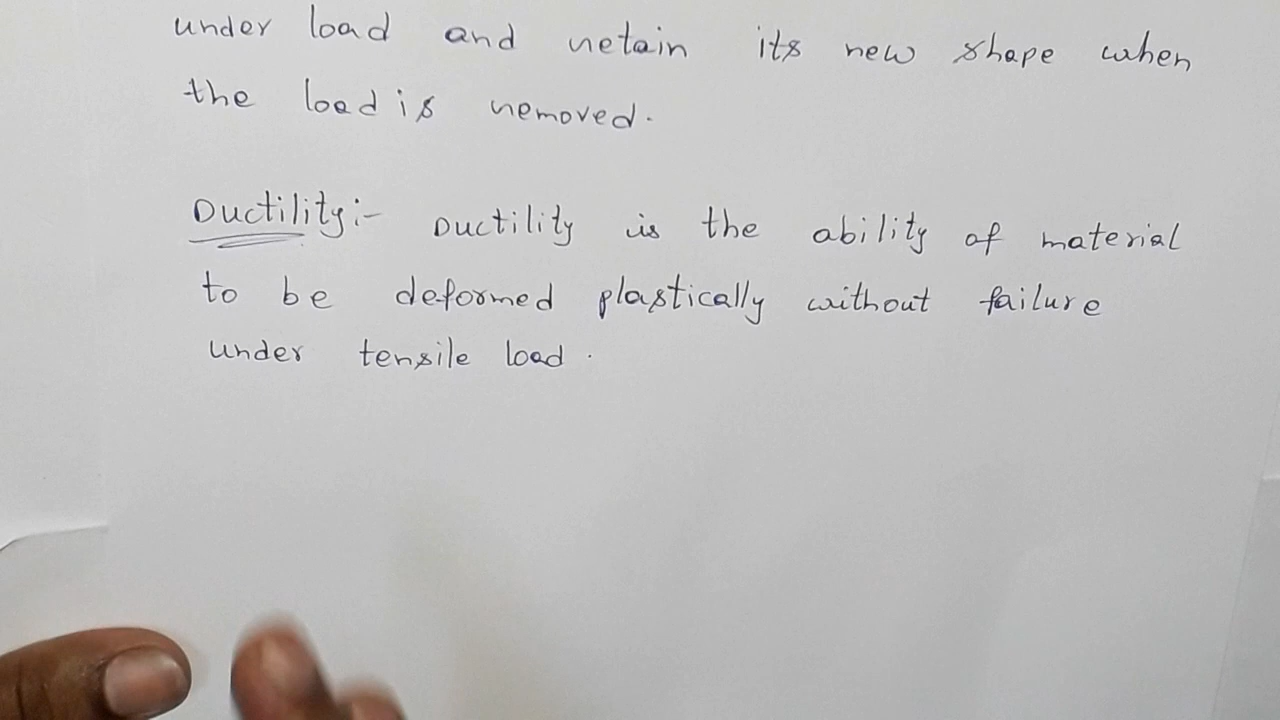 under load and retain its new shape when
the load is removed.
Ductility:- Ductility is the ability of material
to be deformed plastically without failure
under tensile load.